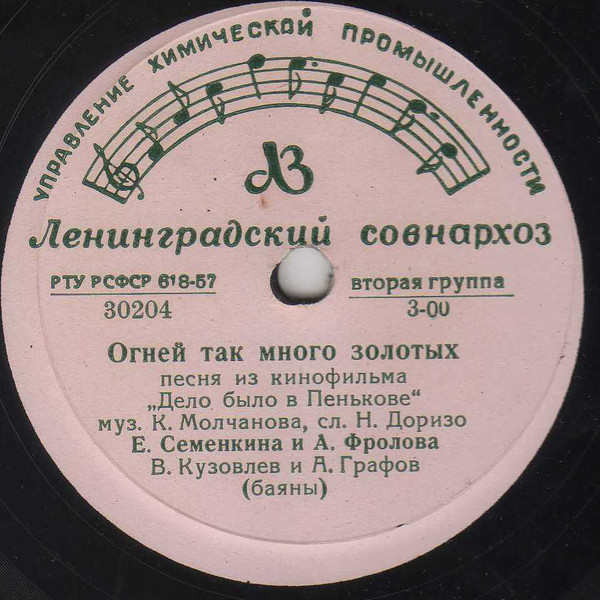 УПРАВЛЕНИЕ ХИМИЧЕСКОЙ ПРОМЫШЛЕННОСТИ
ЛЗ
Ленинградский совнархоз
РТУ РСФСР 618-57
вторая группа
30204
3-00
Огней так много золотых
песня из кинофильма
„Дело было в Пенькове“
муз. К. Молчанова, сл. Н. Доризо
Е. Семенкина и А. Фролова
В. Кузовлев и А. Графов
(баяны)